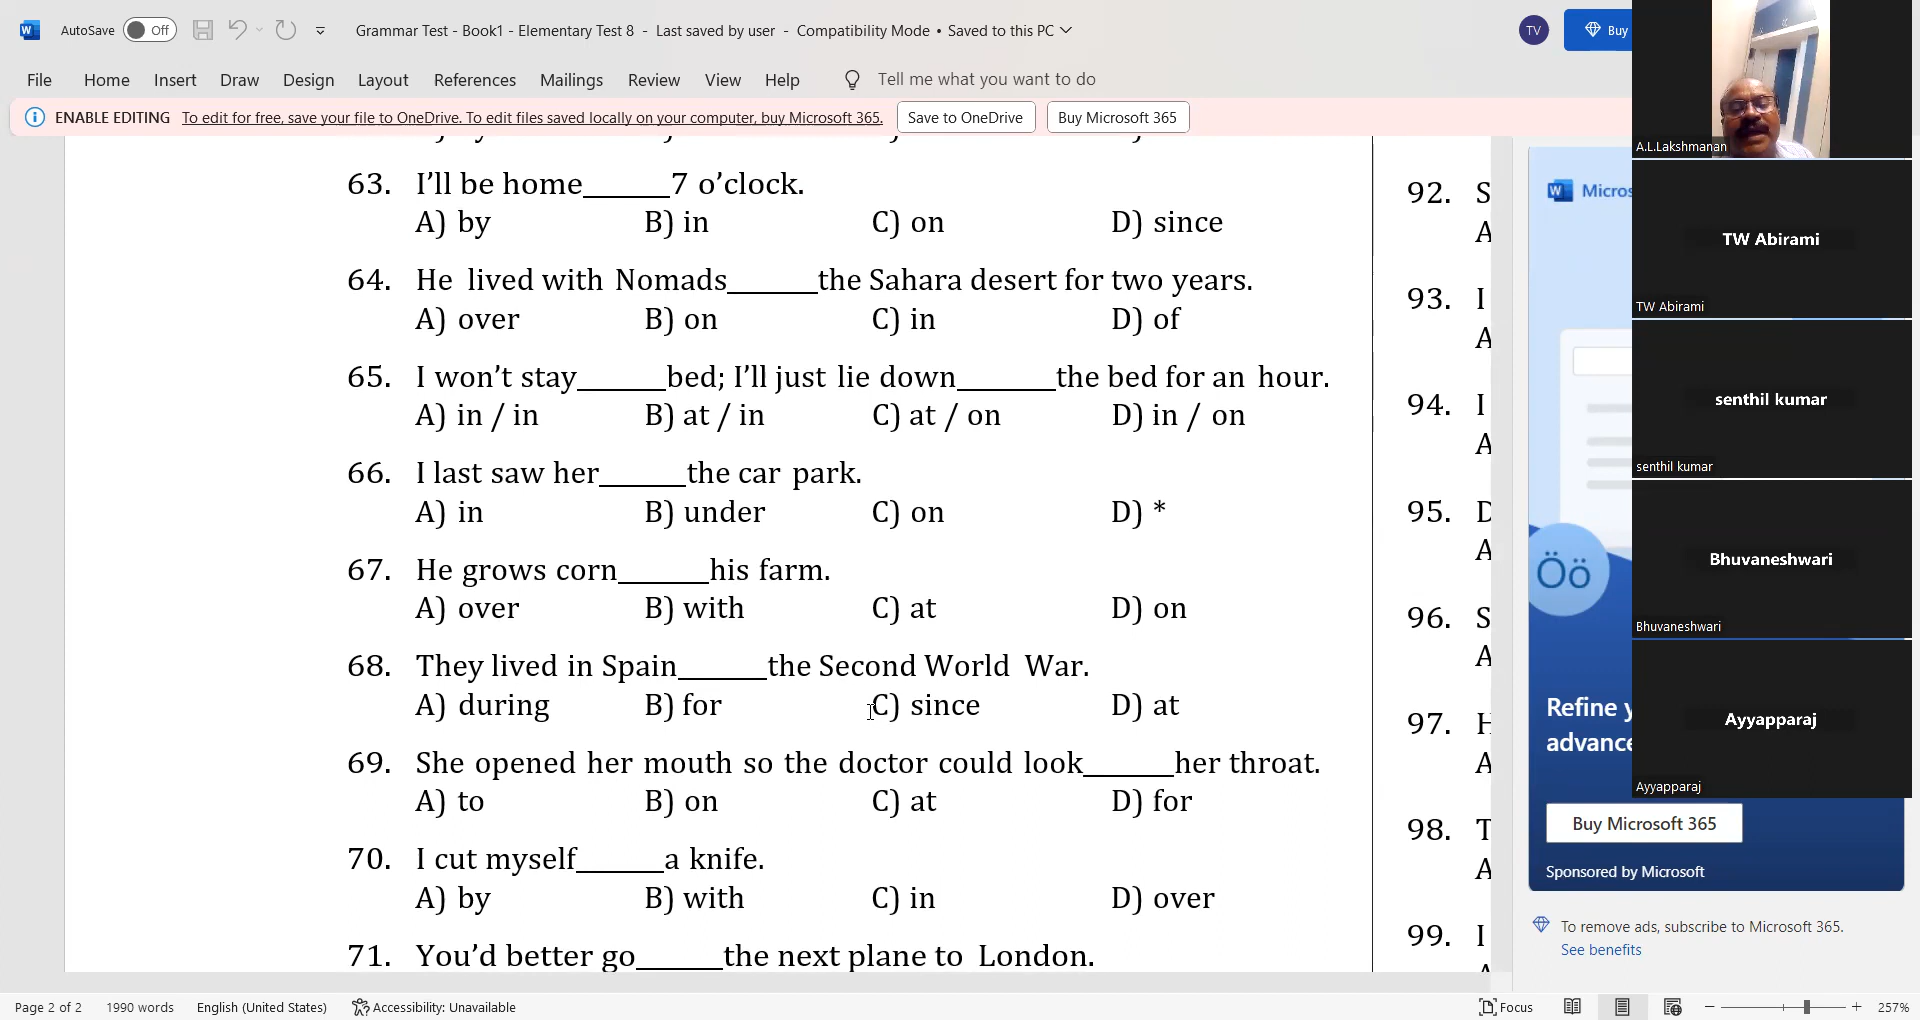 AutoSave Off Grammar Test - Book1 - Elementary Test 8 - Last saved by user - Compatibility Mode • Saved to this PC TV Buy
File Home Insert Draw Design Layout References Mailings Review View Help Tell me what you want to do
ENABLE EDITING To edit for free, save your file to OneDrive. To edit files saved locally on your computer, buy Microsoft 365. Save to OneDrive Buy Microsoft 365
63. I’ll be home______7 o’clock.
A) by B) in C) on D) since
64. He lived with Nomads______the Sahara desert for two years.
A) over B) on C) in D) of
65. I won’t stay______bed; I’ll just lie down______the bed for an hour.
A) in / in B) at / in C) at / on D) in / on
66. I last saw her______the car park.
A) in B) under C) on D) *
67. He grows corn______his farm.
A) over B) with C) at D) on
68. They lived in Spain______the Second World War.
A) during B) for C) since D) at
69. She opened her mouth so the doctor could look______her throat.
A) to B) on C) at D) for
70. I cut myself______a knife.
A) by B) with C) in D) over
71. You’d better go______the next plane to London.
92. S
A
93. I
A
94. I
A
95. D
A
96. S
A
97. H
A
98. T
A
99. I
Micros
Öö
Refine
advance
Buy Microsoft 365
Sponsored by Microsoft
To remove ads, subscribe to Microsoft 365.
See benefits
A.L.Lakshmanan
TW Abirami
TW Abirami
senthil kumar
senthil kumar
Bhuvaneshwari
Bhuvaneshwari
Ayyapparaj
Ayyapparaj
Page 2 of 2 1990 words English (United States) Accessibility: Unavailable Focus 257%